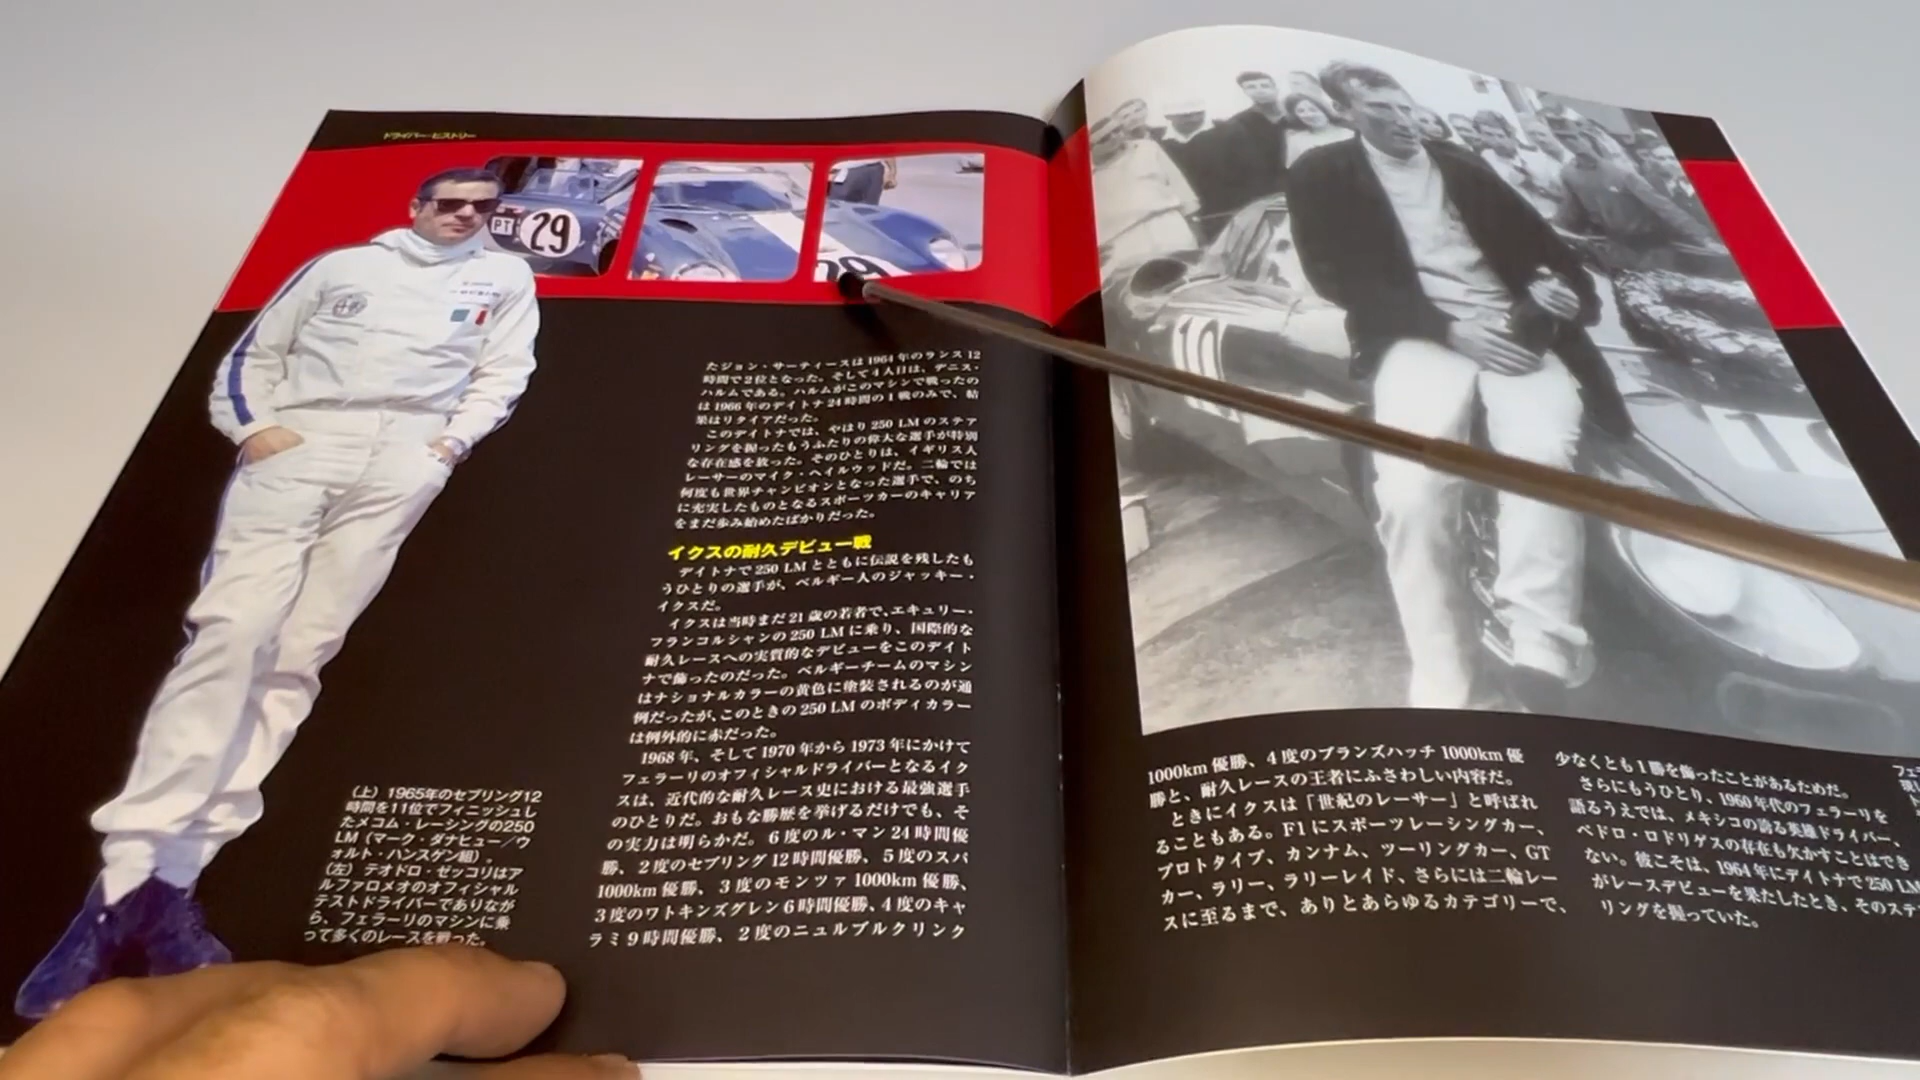 ドライバー・ヒストリー
PT
29
29
たジョン・サーティースは1964年のランス12
時間で2位となった。そして4人目は、デニス・
ハルムである。ハルムがこのマシンで戦ったの
は1966年のデイトナ24時間の1戦のみで、結
果はリタイアだった。
このデイトナでは、やはり250 LMのステア
リングを握ったもうふたりの偉大な選手が特別
な存在感を放った。そのひとりは、イギリス人
レーサーのマイク・ヘイルウッドだ。二輪では
何度も世界チャンピオンとなった選手で、のち
に充実したものとなるスポーツカーのキャリア
をまだ歩み始めたばかりだった。
イクスの耐久デビュー戦
デイトナで250 LMとともに伝説を残したも
うひとりの選手が、ベルギー人のジャッキー・
イクスだ。
イクスは当時まだ21歳の若者で、エキュリー・
フランコルシャンの250 LMに乗り、国際的な
耐久レースへの実質的なデビューをこのデイト
ナで飾ったのだった。ベルギーチームのマシン
はナショナルカラーの黄色に塗装されるのが通
例だったが、このときの250 LMのボディカラー
は例外的に赤だった。
1968年、そして1970年から1973年にかけて
フェラーリのオフィシャルドライバーとなるイク
スは、近代的な耐久レース史における最強選手
のひとりだ。おもな勝歴を挙げるだけでも、そ
の実力は明らかだ。6度のル・マン24時間優
勝、2度のセブリング12時間優勝、5度のスパ
1000km優勝、3度のモンツァ1000km優勝、
3度のワトキンズグレン6時間優勝、4度のキャ
ラミ9時間優勝、2度のニュルブルクリンク
（上）1965年のセブリング12
時間を11位でフィニッシュし
たメコム・レーシングの250
LM（マーク・ダナヒュー／ウ
ォルト・ハンスゲン組）。
（左）テオドロ・ゼッコリはア
ルファロメオのオフィシャル
テストドライバーでありなが
ら、フェラーリのマシンに乗
って多くのレースを戦った。
1000km優勝、4度のブランズハッチ1000km優
勝と、耐久レースの王者にふさわしい内容だ。
ときにイクスは「世紀のレーサー」と呼ばれ
ることもある。F1にスポーツレーシングカー、
プロトタイプ、カンナム、ツーリングカー、GT
カー、ラリー、ラリーレイド、さらには二輪レー
スに至るまで、ありとあらゆるカテゴリーで、
少なくとも1勝を飾ったことがあるためだ。
さらにもうひとり、1960年代のフェラーリを
語るうえでは、メキシコの誇る英雄ドライバー、
ペドロ・ロドリゲスの存在も欠かすことはでき
ない。彼こそは、1964年にデイトナで250 LM
がレースデビューを果たしたとき、そのステア
リングを握っていた。